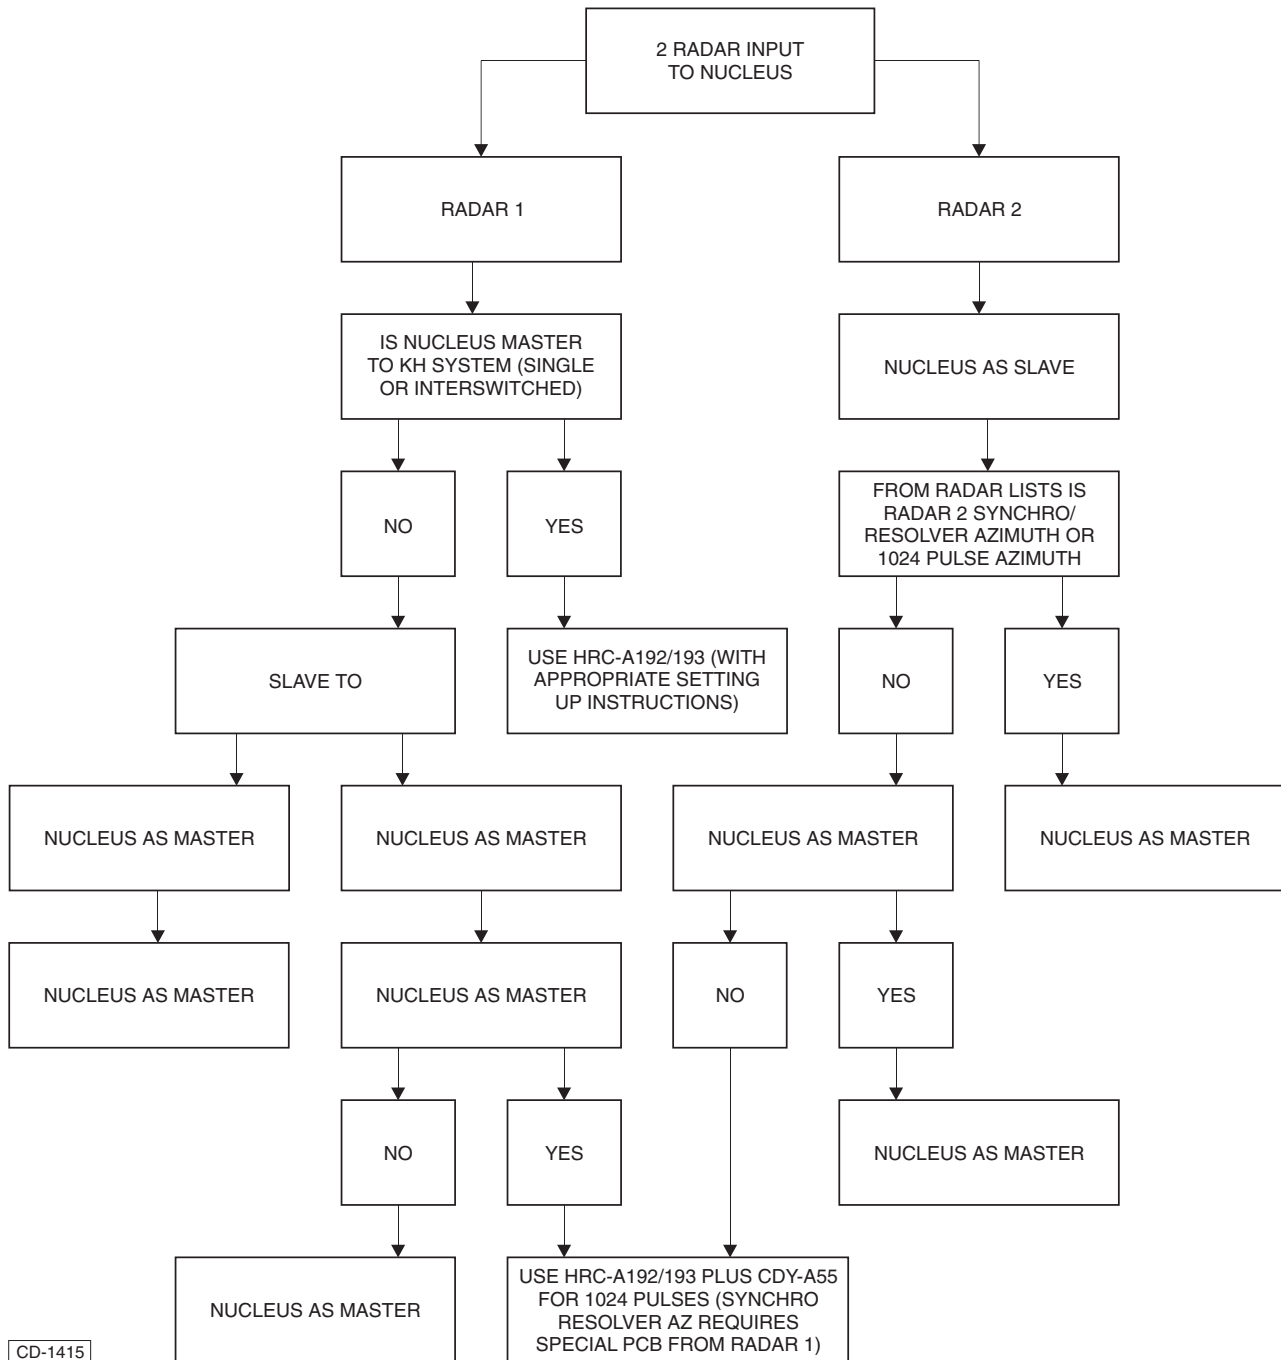 2 RADAR INPUT
TO NUCLEUS
RADAR 1
RADAR 2
IS NUCLEUS MASTER
TO KH SYSTEM (SINGLE
OR INTERSWITCHED)
NUCLEUS AS SLAVE
NO
YES
FROM RADAR LISTS IS
RADAR 2 SYNCHRO/
RESOLVER AZIMUTH OR
1024 PULSE AZIMUTH
SLAVE TO
USE HRC-A192/193 (WITH
APPROPRIATE SETTING
UP INSTRUCTIONS)
NO
YES
NUCLEUS AS MASTER
NUCLEUS AS MASTER
NUCLEUS AS MASTER
NUCLEUS AS MASTER
NUCLEUS AS MASTER
NUCLEUS AS MASTER
NO
YES
NO
YES
NUCLEUS AS MASTER
NUCLEUS AS MASTER
USE HRC-A192/193 PLUS CDY-A55
FOR 1024 PULSES (SYNCHRO
RESOLVER AZ REQUIRES
SPECIAL PCB FROM RADAR 1)
CD-1415